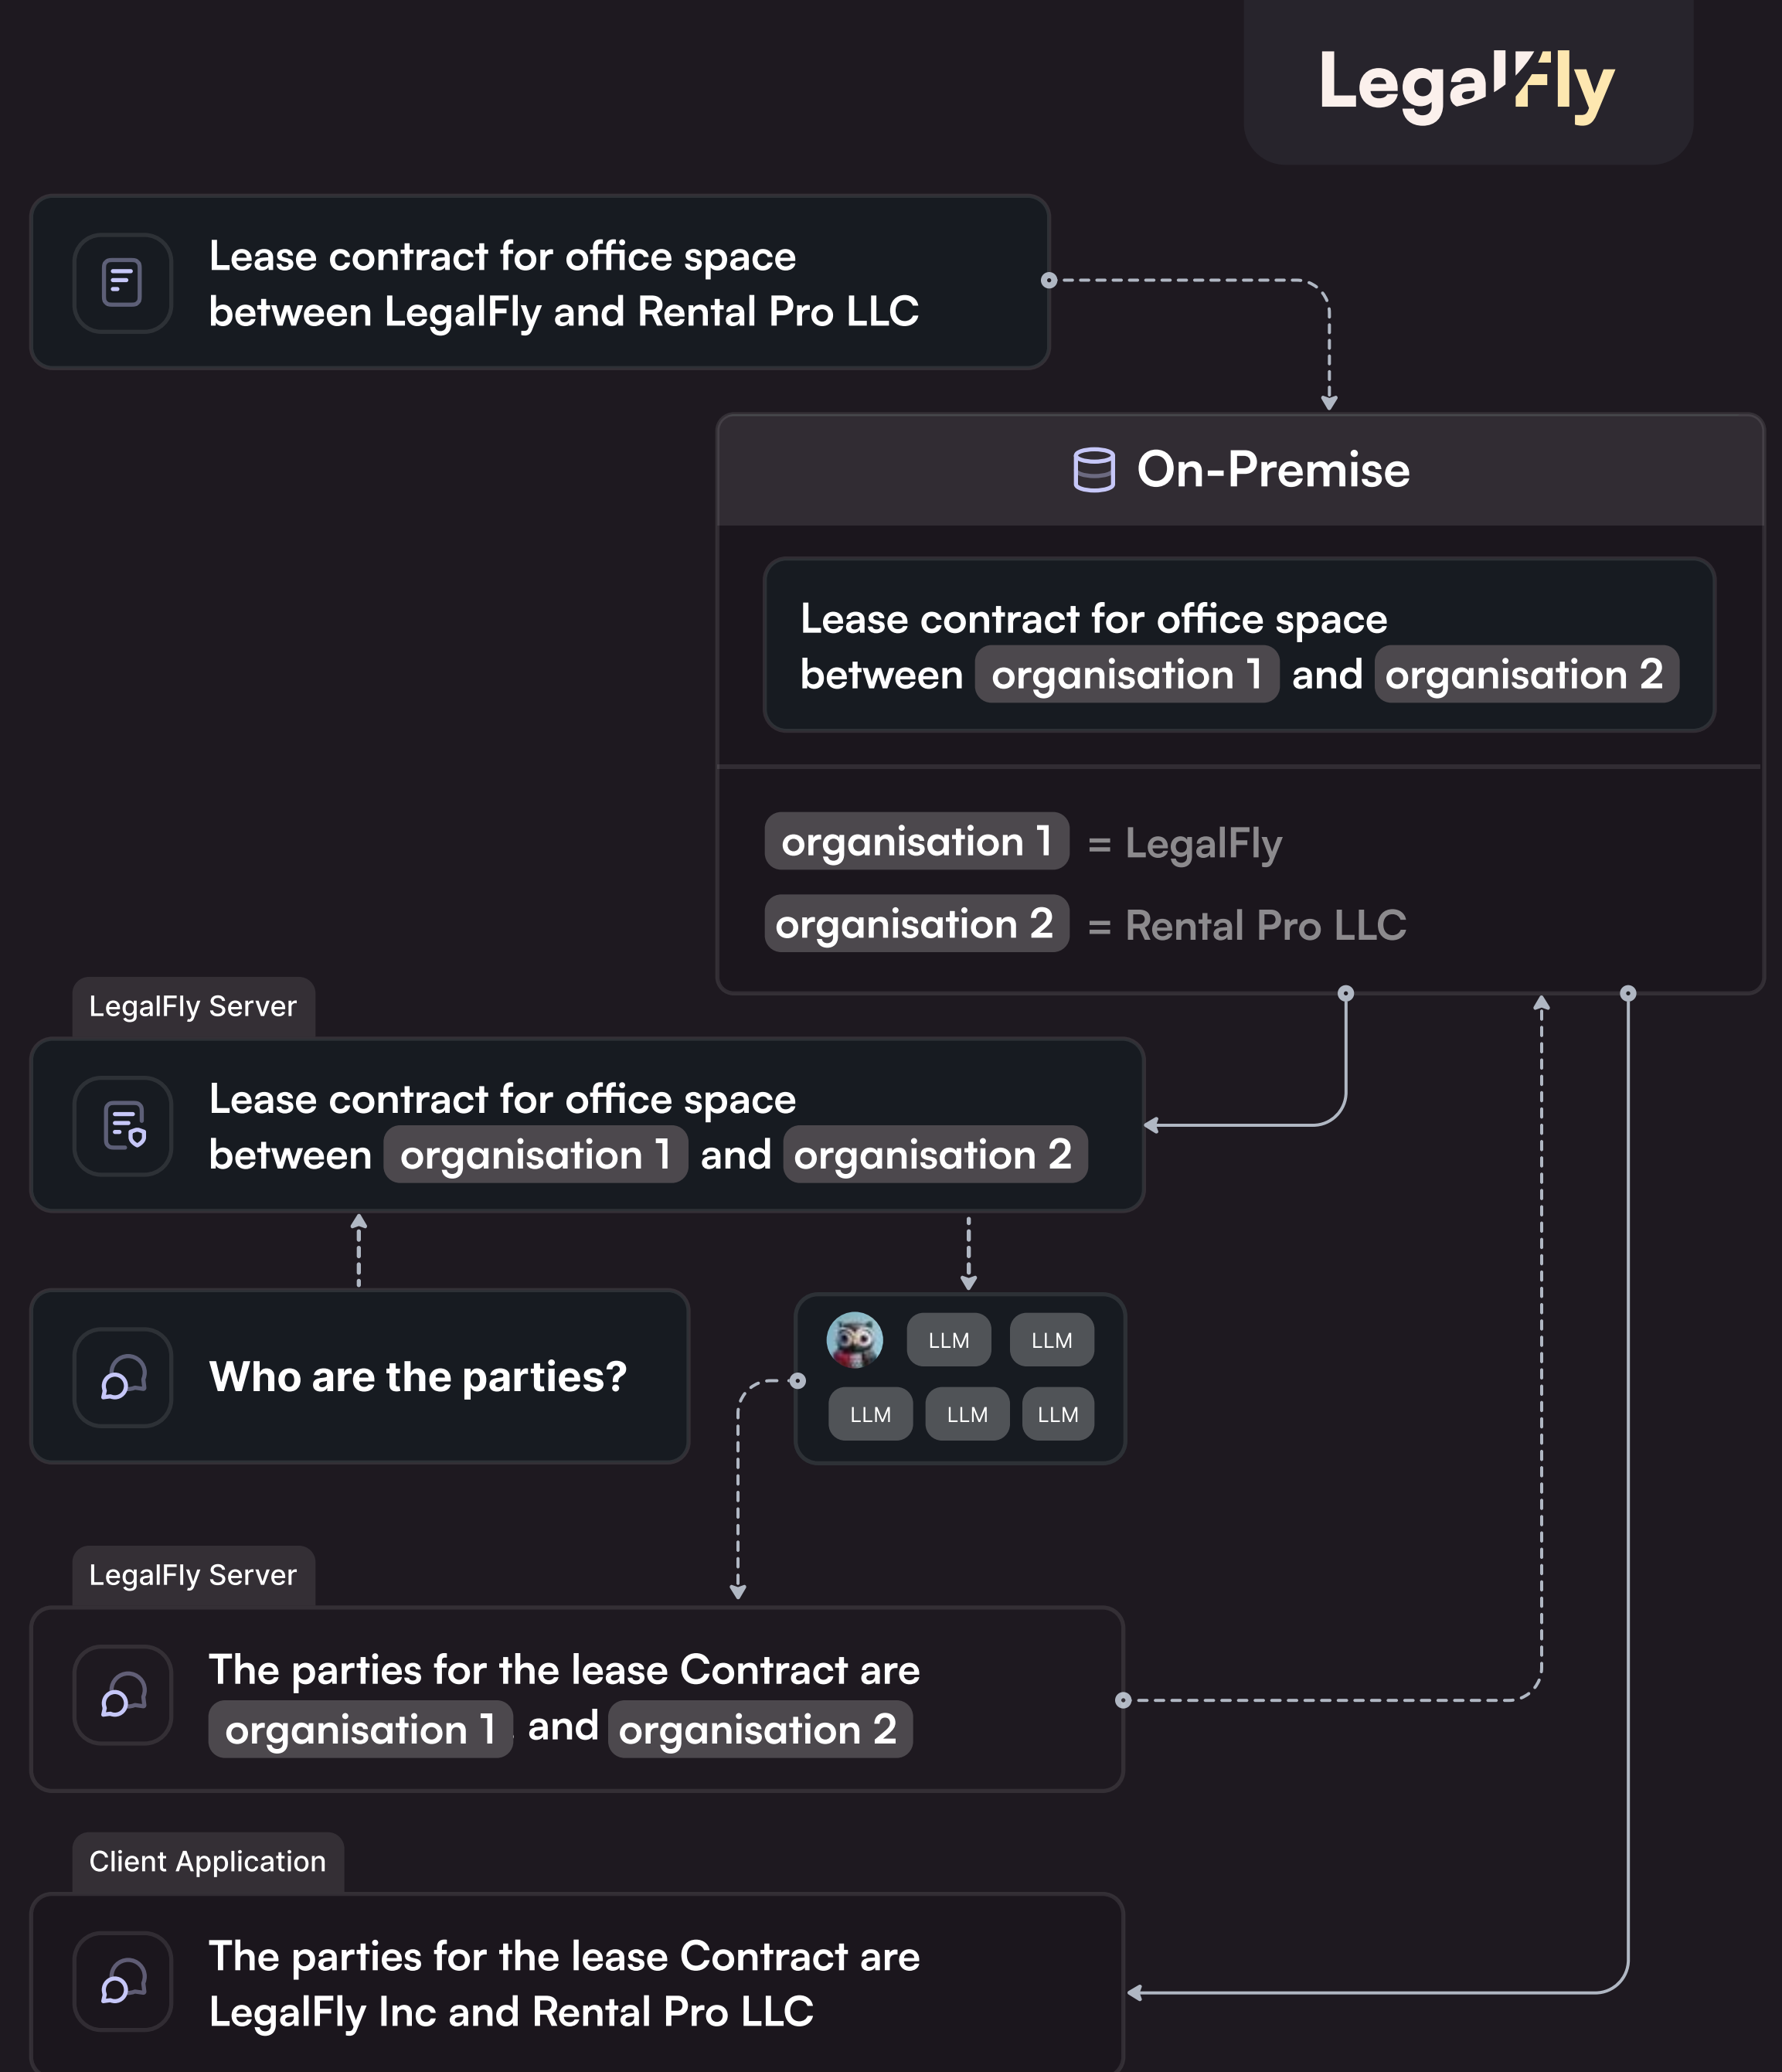 LegalFly
Lease contract for office space
between LegalFly and Rental Pro LLC
On-Premise
Lease contract for office space
between organisation 1 and organisation 2
organisation 1 = LegalFly
organisation 2 = Rental Pro LLC
LegalFly Server
Lease contract for office space
between organisation 1 and organisation 2
Who are the parties?
LLM LLM
LLM LLM LLM
LegalFly Server
The parties for the lease Contract are
organisation 1 and organisation 2
Client Application
The parties for the lease Contract are
LegalFly Inc and Rental Pro LLC